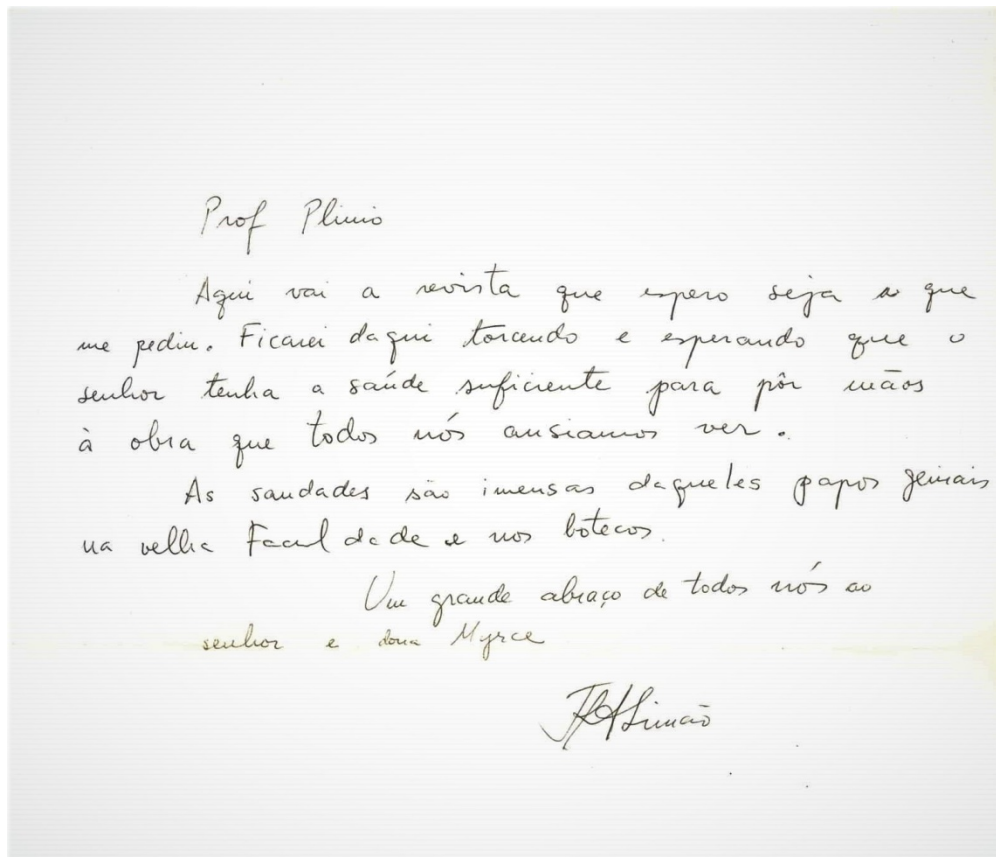 Prof Plinio
Aqui vai a revista que espero seja a que
me pediu. Ficarei daqui torcendo e esperando que o
senhor tenha a saúde suficiente para pôr mãos
à obra que todos nós ansiamos ver.
As saudades são imensas daqueles papos geniais
na velha Faculdade e nos botecos.
Um grande abraço de todos nós ao
senhor e dona Myrce
Simão